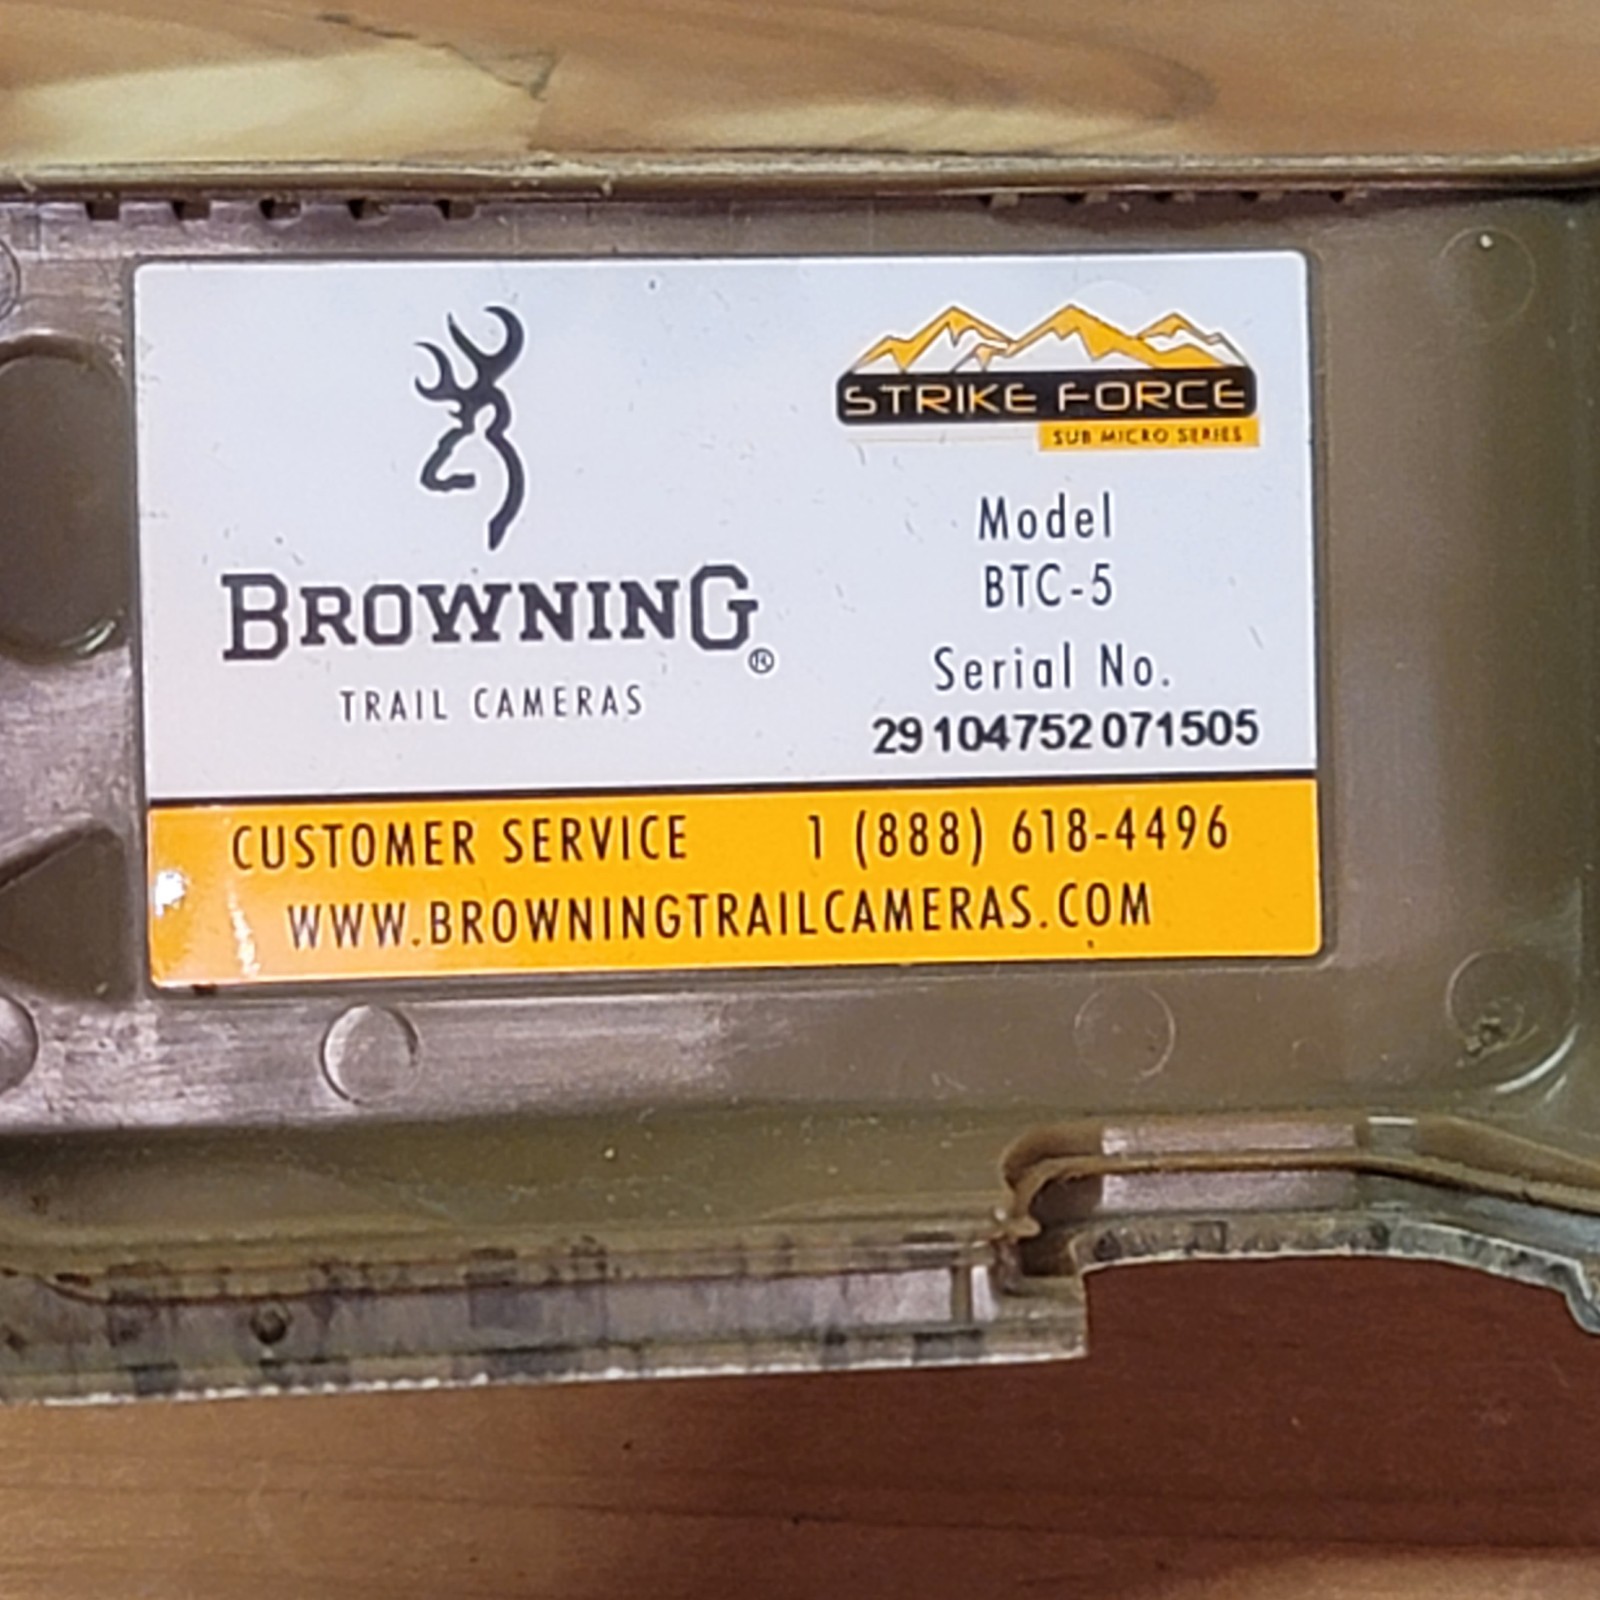 BROWNING®
TRAIL CAMERAS
STRIKE FORCE
SUB MICRO SERIES
Model
BTC-5
Serial No.
29104752071505
CUSTOMER SERVICE 1 (888) 618-4496
WWW.BROWNINGTRAILCAMERAS.COM